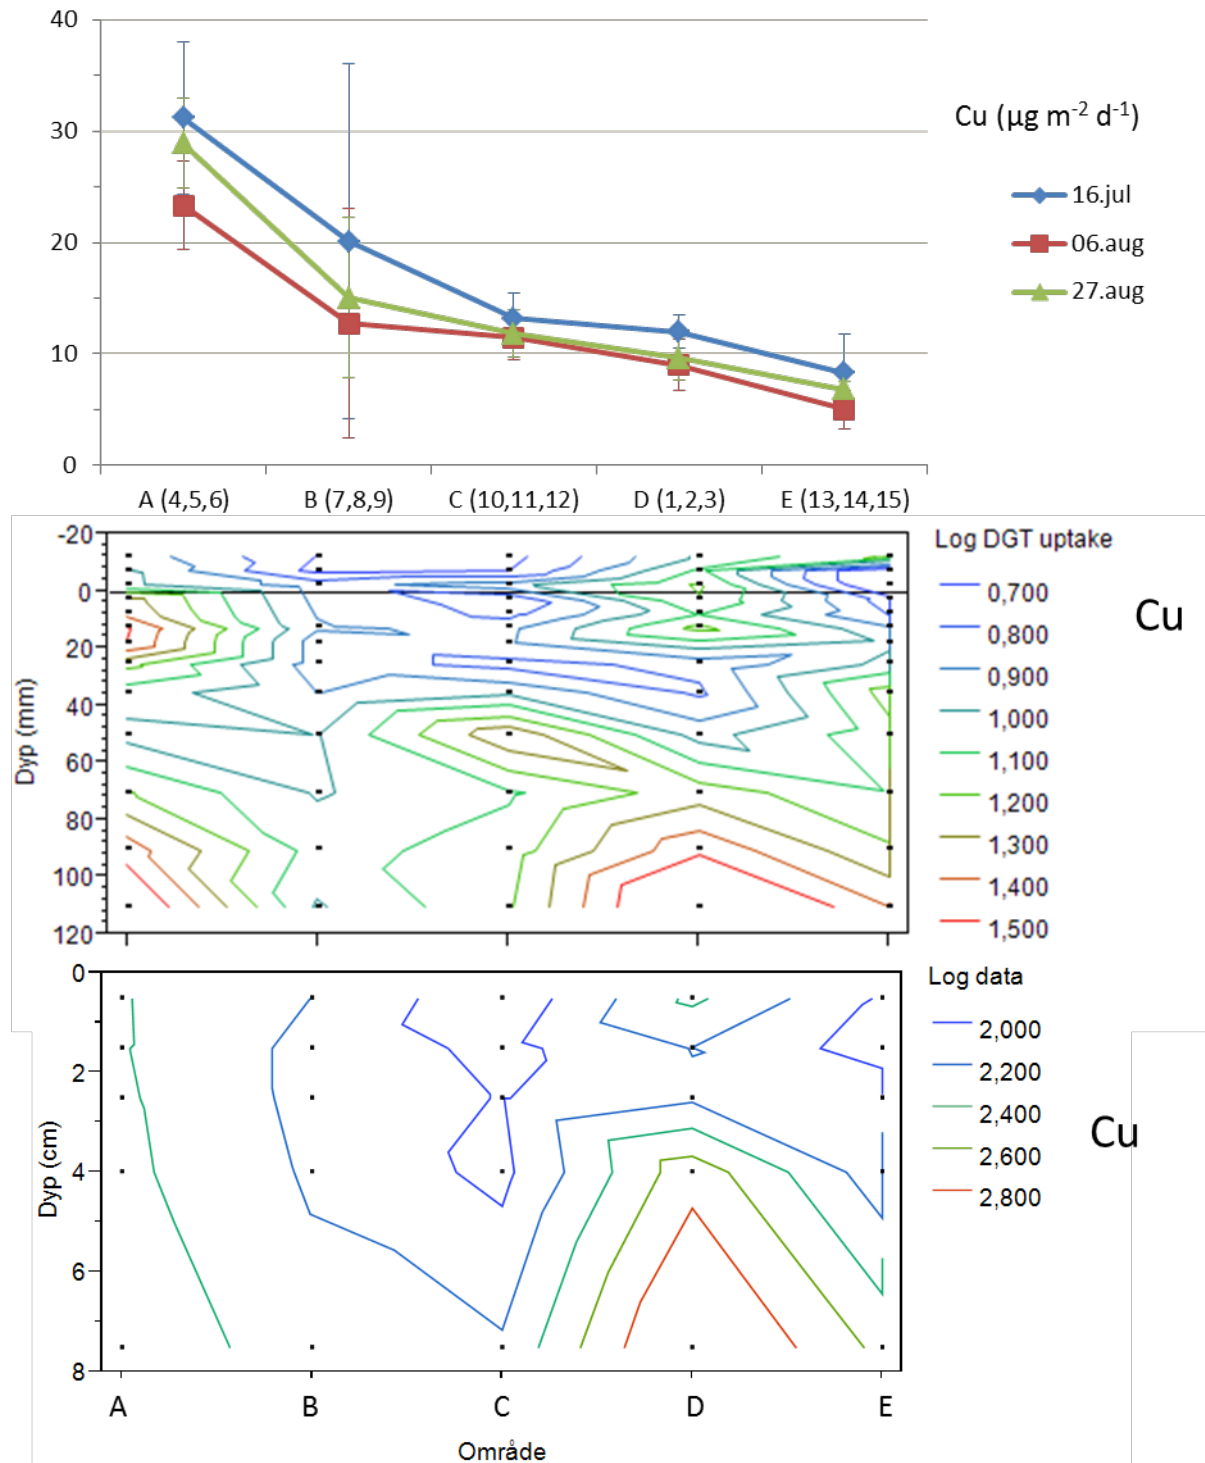 40
30
20
10
0
A (4,5,6) B (7,8,9) C (10,11,12) D (1,2,3) E (13,14,15)
Cu (µg m-2 d-1)
16.jul
06.aug
27.aug
-20
0
20
40
60
80
100
120
Dyp (mm)
Log DGT uptake
0,700
0,800
0,900
1,000
1,100
1,200
1,300
1,400
1,500
Cu
0
2
4
6
8
Dyp (cm)
A B C D E
Område
Log data
2,000
2,200
2,400
2,600
2,800
Cu